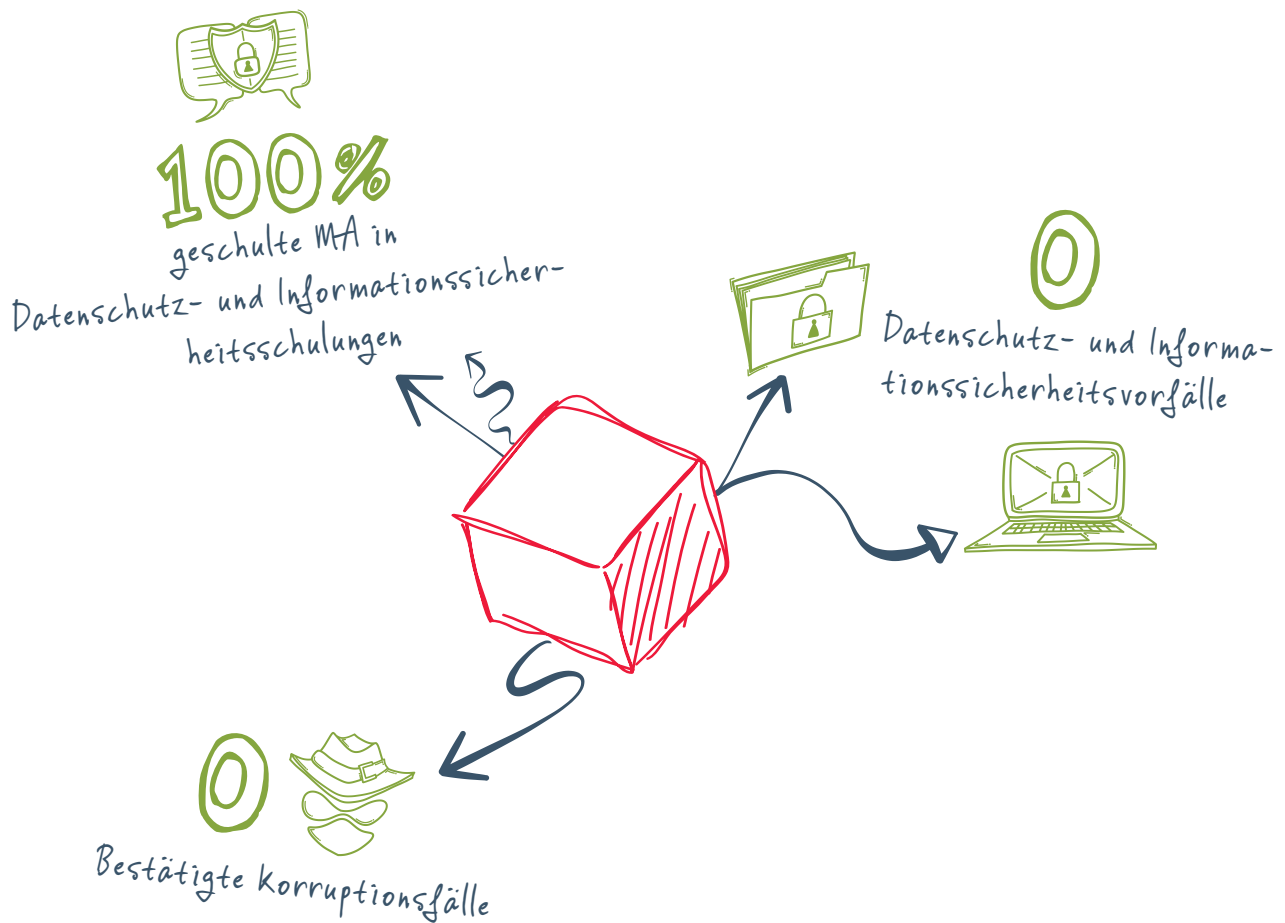 100%
geschulte MA in
Datenschutz- und Informationssicher-
heitsschulungen
0
Datenschutz- und Informa-
tionssicherheitsvorfälle
0
Bestätigte Korruptionsfälle